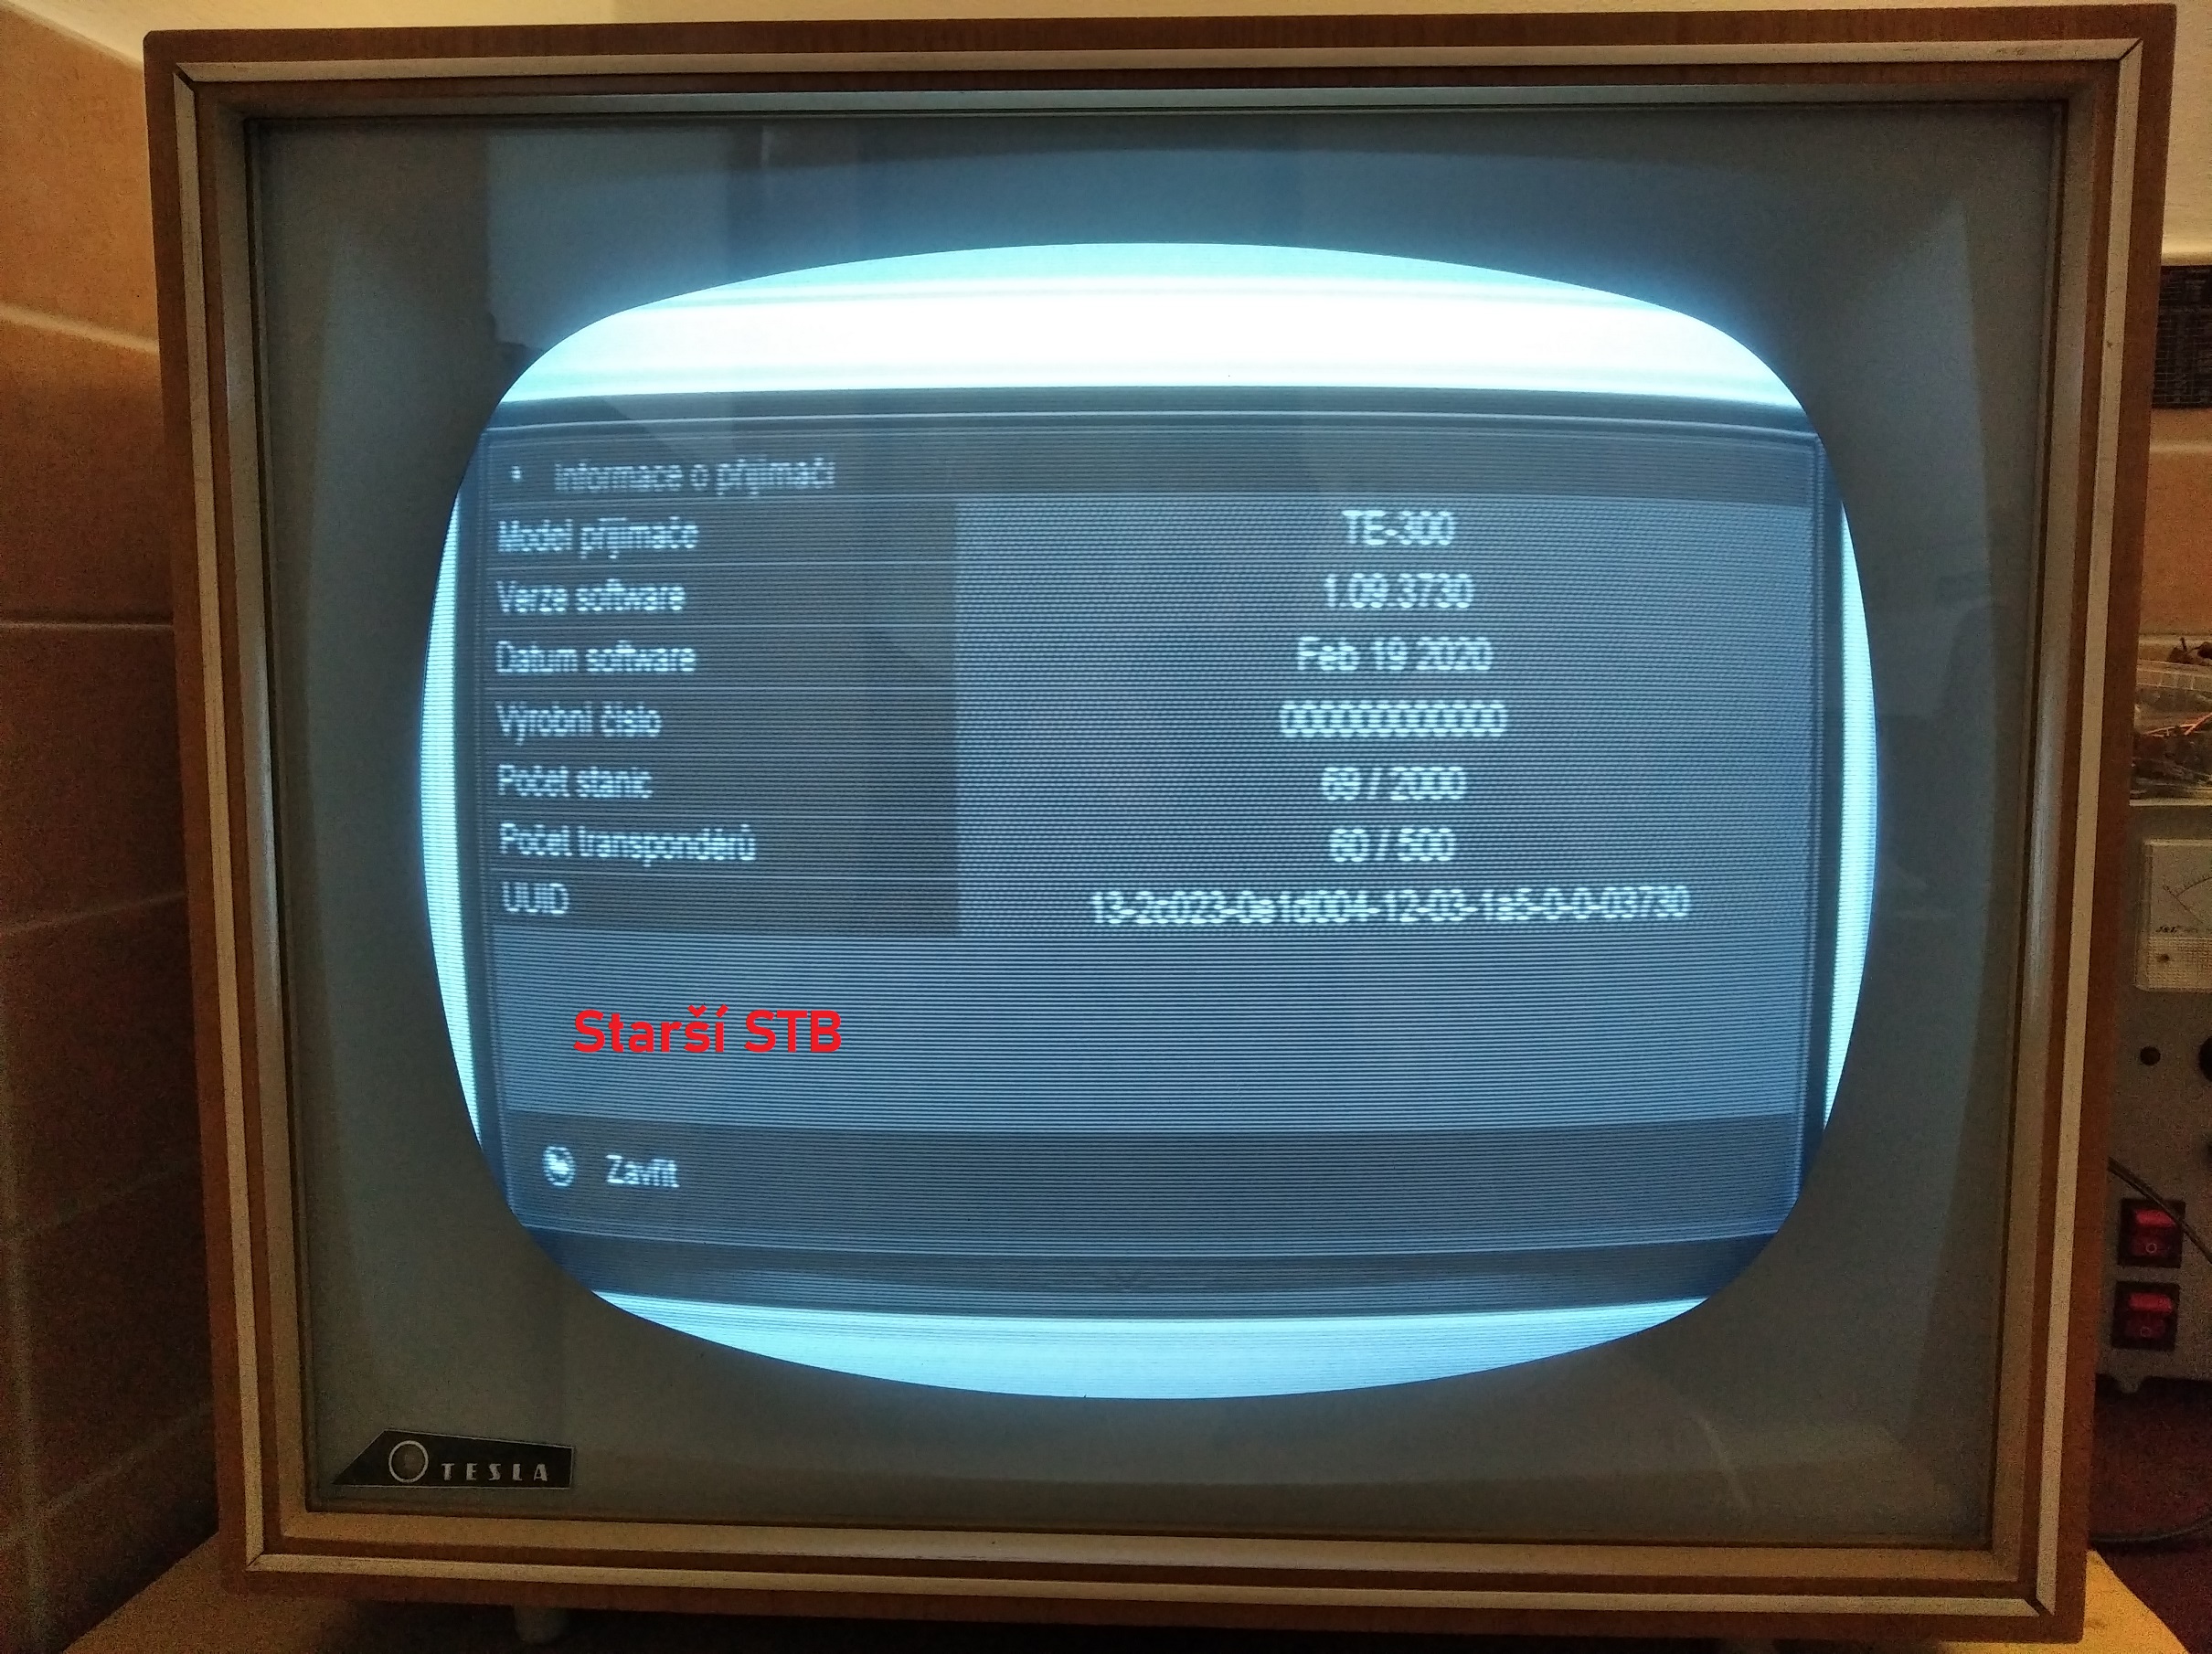 Informace o přijímači
Model přijímače TE-300
Verze software 1.09.3730
Datum software Feb 19 2020
Výrobní číslo 000000000000
Počet stanic 69 / 2000
Počet transpondérů 60 / 500
UUID 13-2c023-0e1d004-12-03-1a5-0-0-03730
Starší STB
Zavřít
TESLA